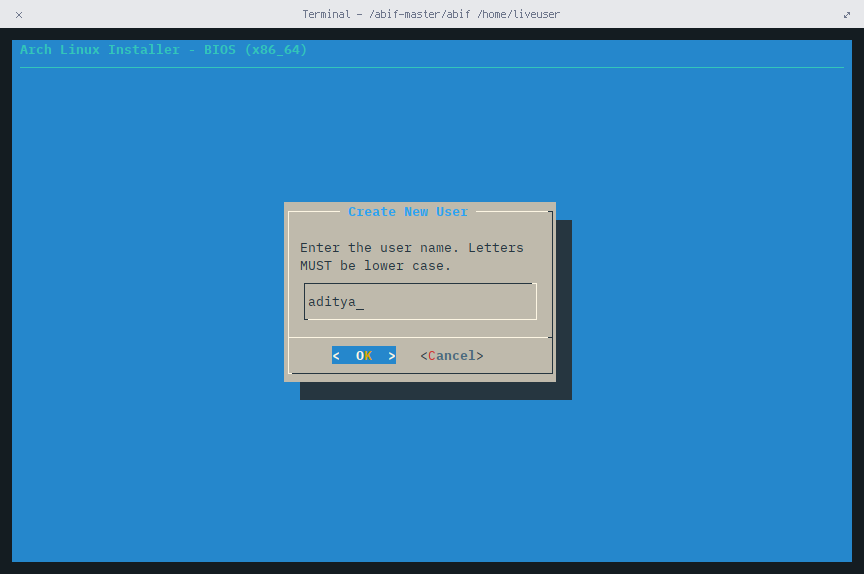 Terminal - /abif-master/abif /home/liveuser
Arch Linux Installer - BIOS (x86_64)
Create New User
Enter the user name. Letters
MUST be lower case.
aditya_
<  OK  >   <Cancel>